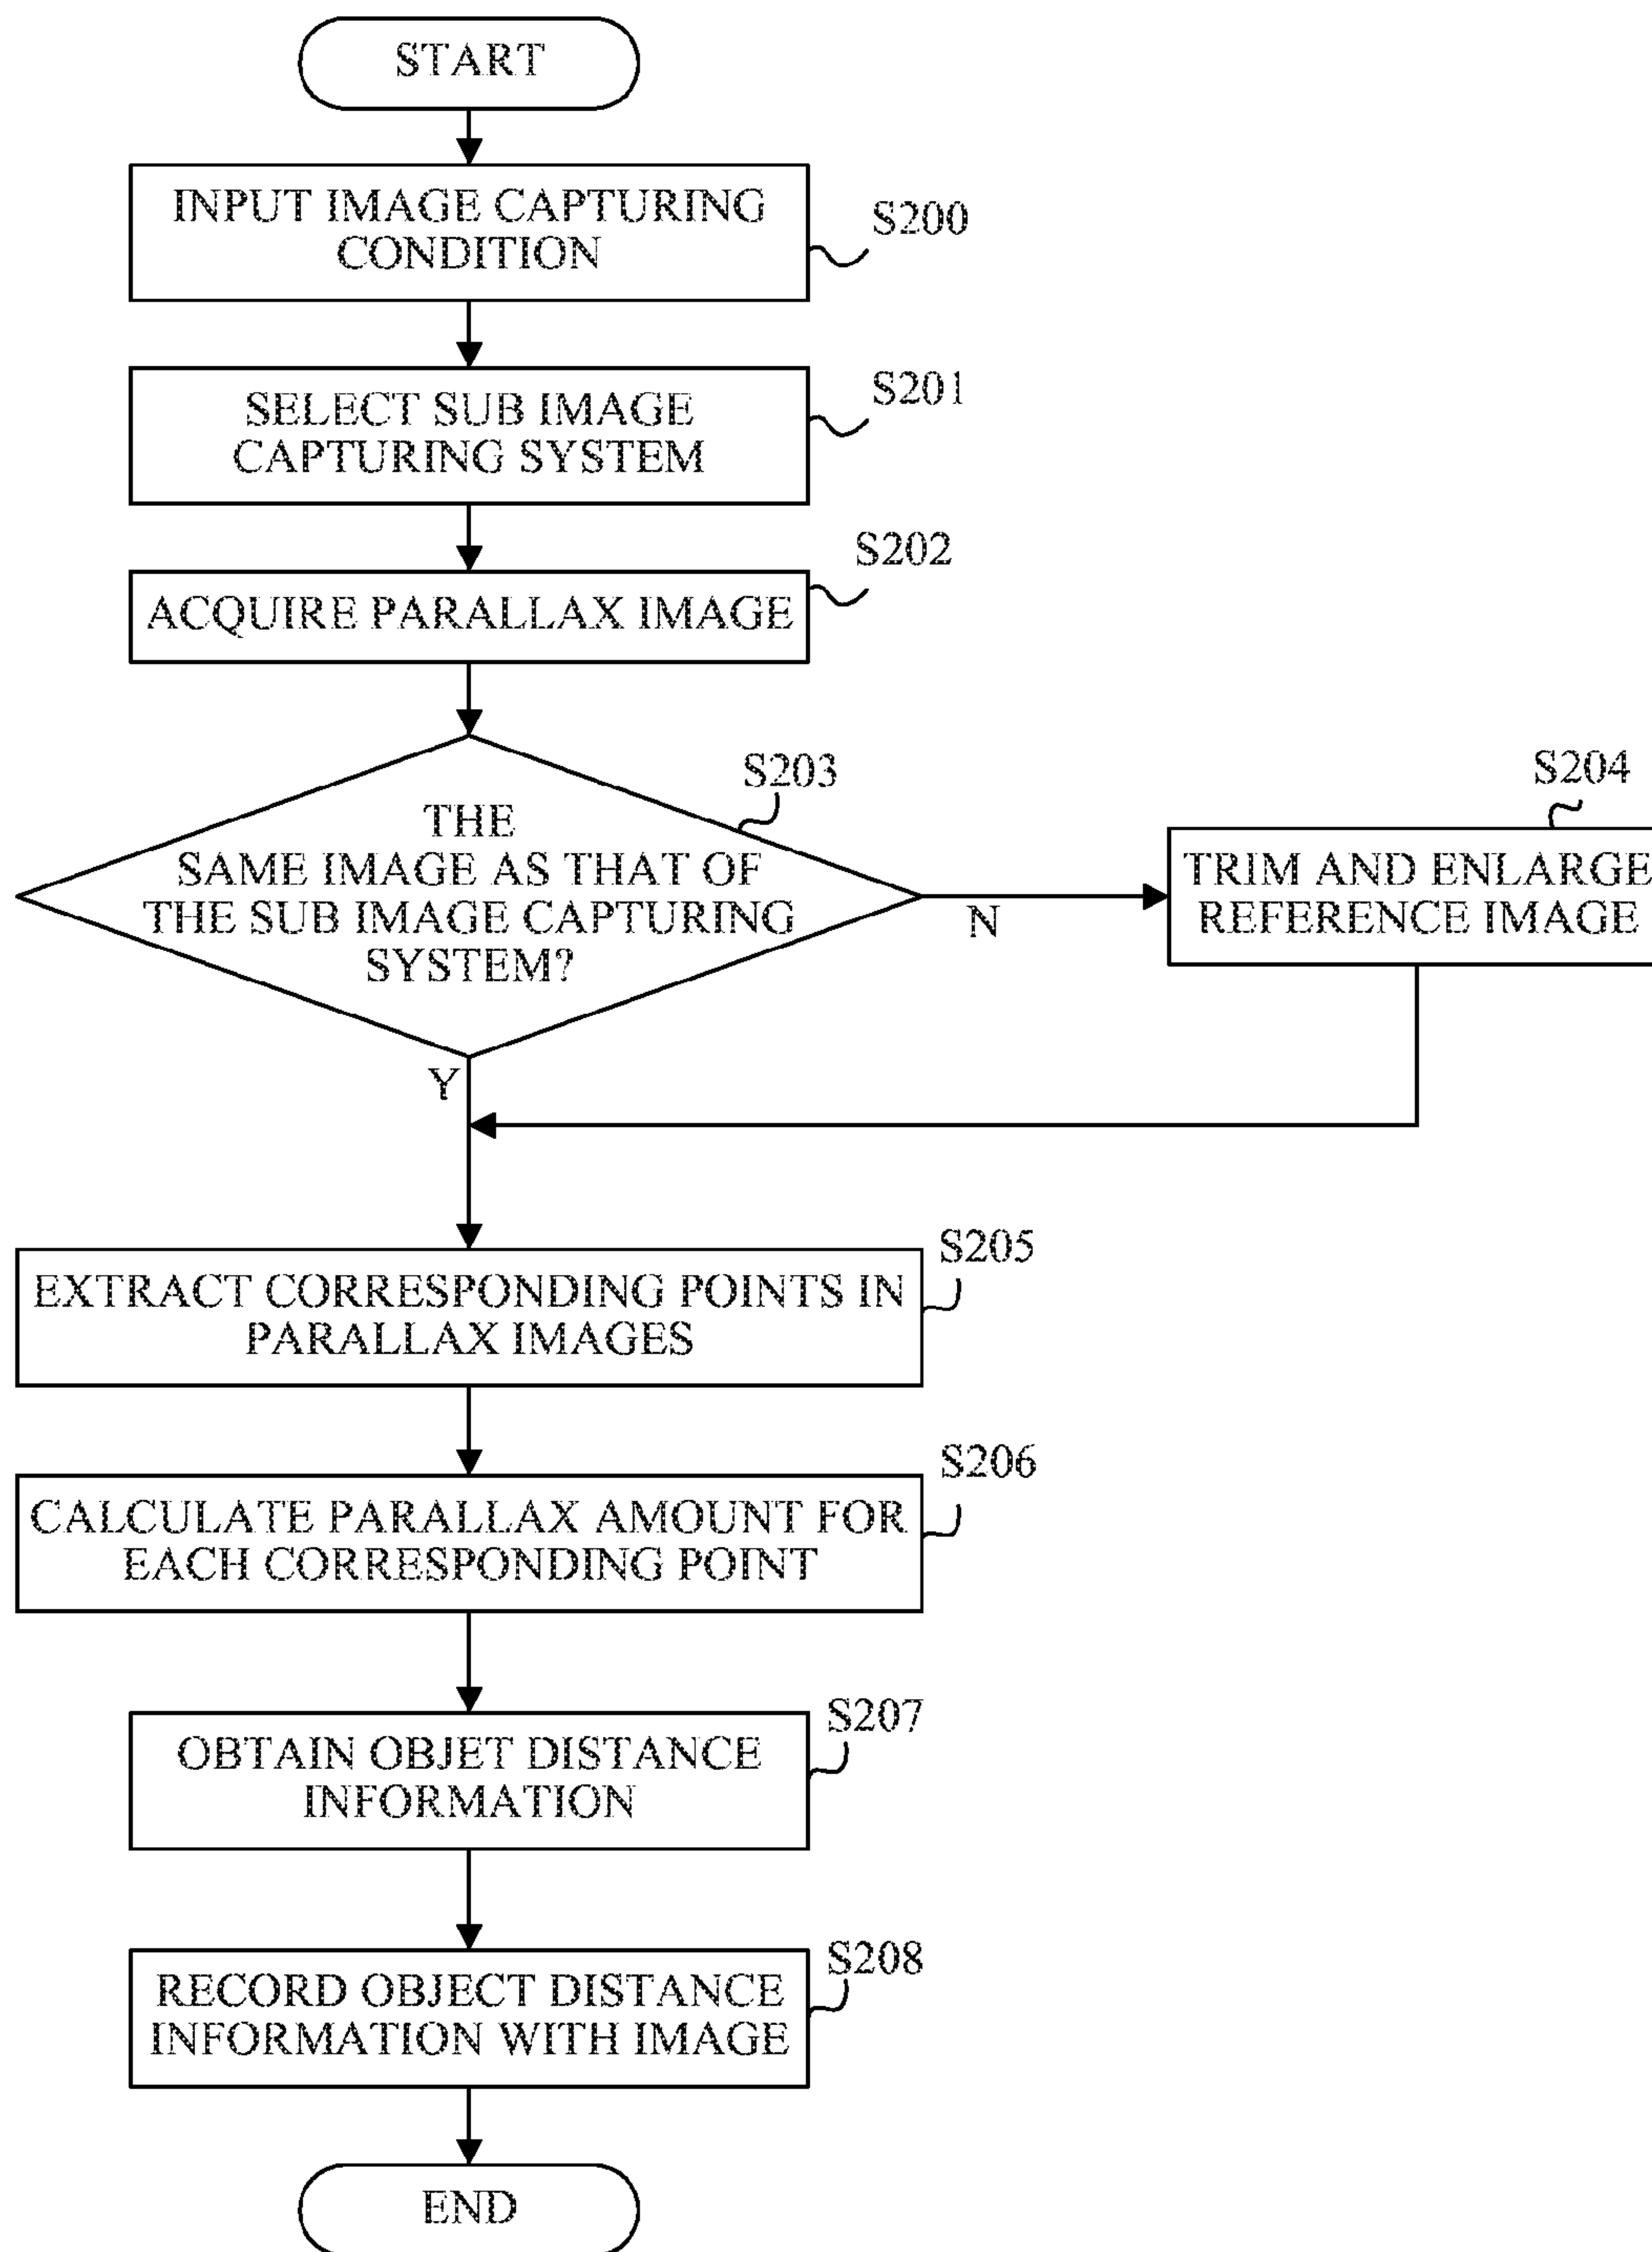 START
INPUT IMAGE CAPTURING
CONDITION
S200
SELECT SUB IMAGE
CAPTURING SYSTEM
S201
ACQUIRE PARALLAX IMAGE
S202
THE
SAME IMAGE AS THAT OF
THE SUB IMAGE CAPTURING
SYSTEM?
S203
N
TRIM AND ENLARGE
REFERENCE IMAGE
S204
Y
EXTRACT CORRESPONDING POINTS IN
PARALLAX IMAGES
S205
CALCULATE PARALLAX AMOUNT FOR
EACH CORRESPONDING POINT
S206
OBTAIN OBJET DISTANCE
INFORMATION
S207
RECORD OBJECT DISTANCE
INFORMATION WITH IMAGE
S208
END